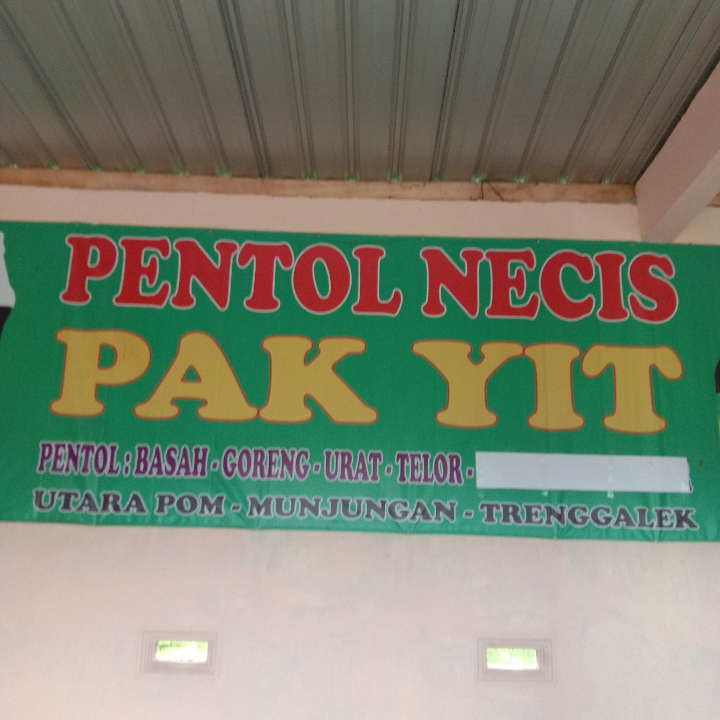 PENTOL NECIS
PAK YIT
PENTOL : BASAH - GORENG - URAT - TELOR -
UTARA POM - MUNJUNGAN - TRENGGALEK